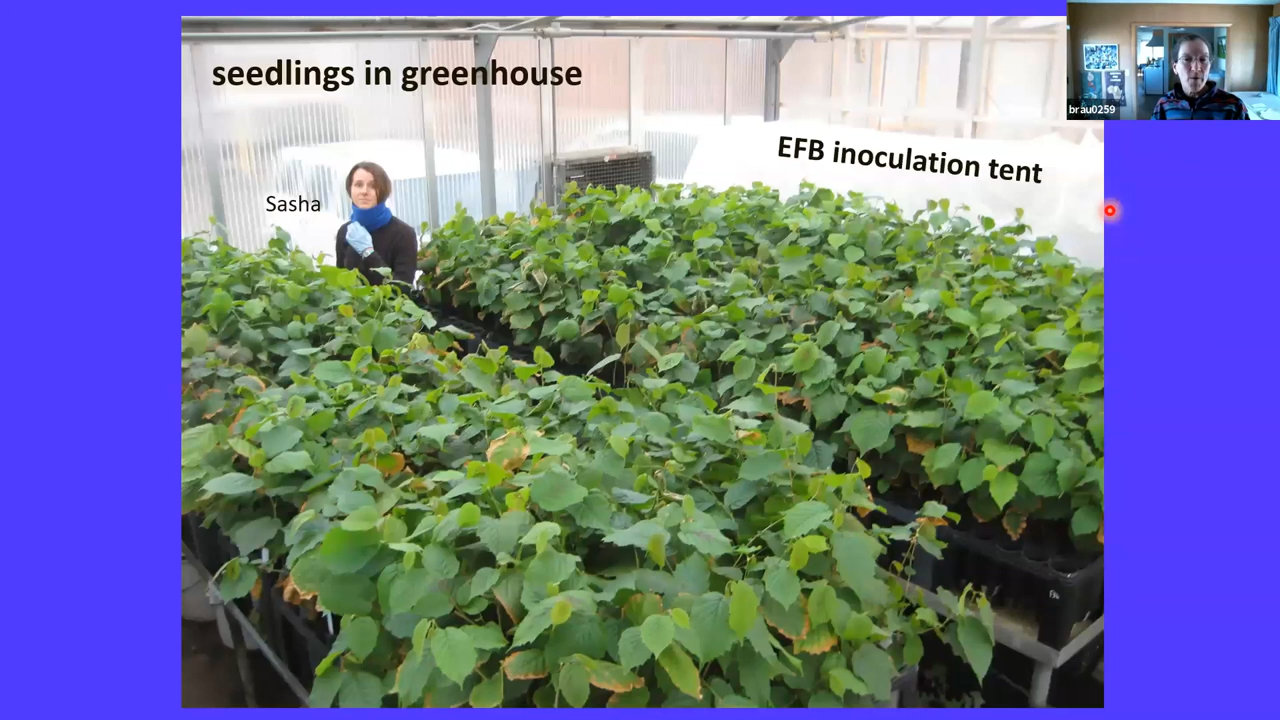 seedlings in greenhouse
brau0259
EFB inoculation tent
Sasha